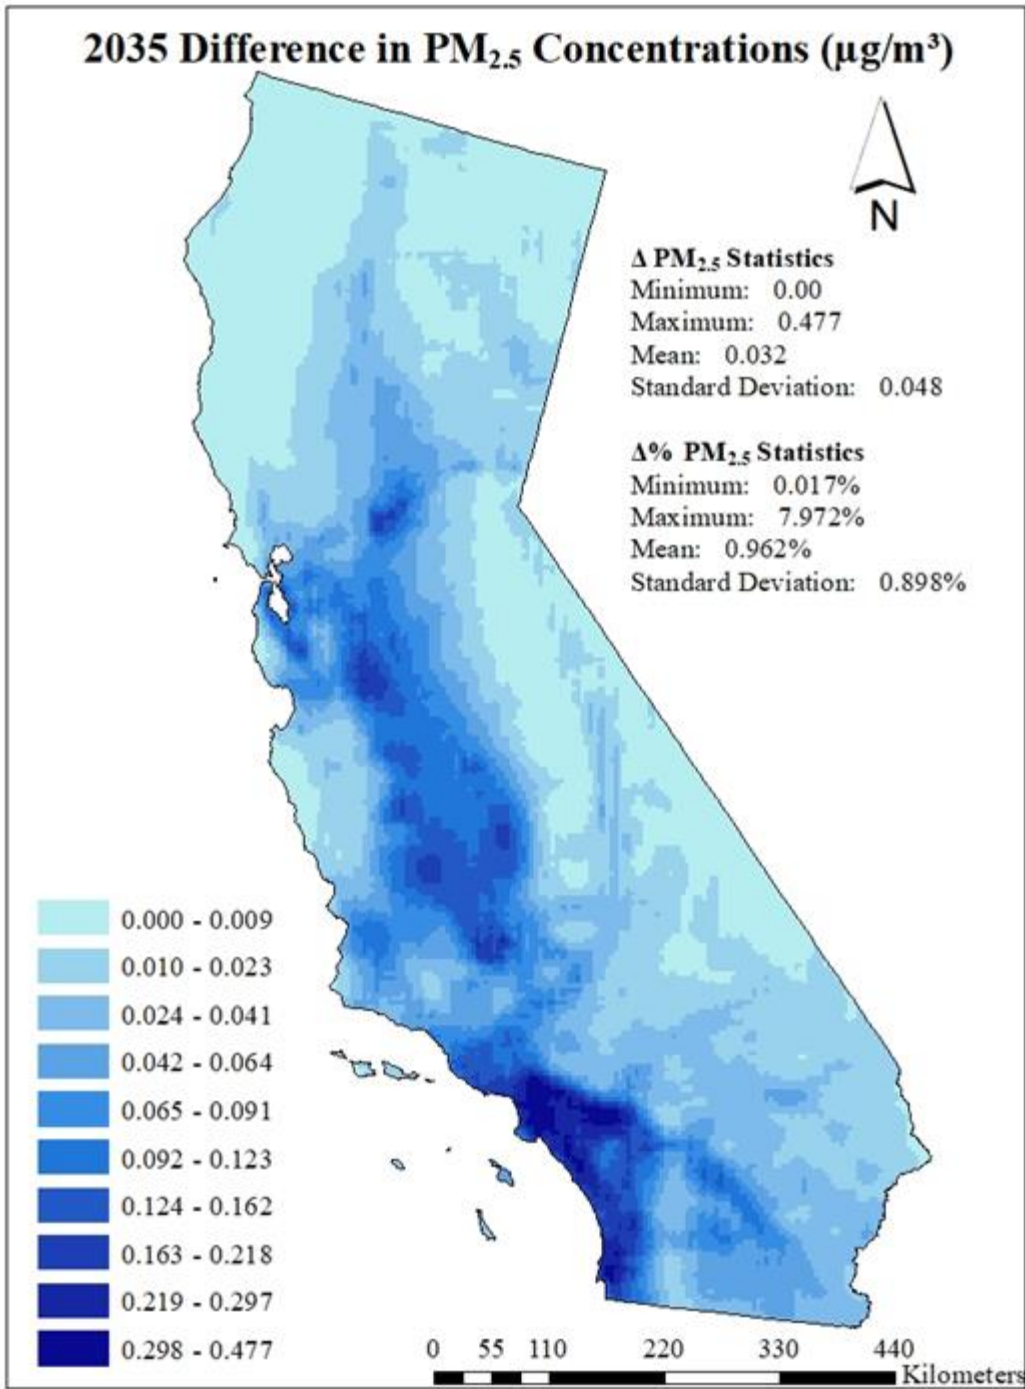 2035 Difference in PM₂.₅ Concentrations (µg/m³)
N
Δ PM₂.₅ Statistics
Minimum: 0.00
Maximum: 0.477
Mean: 0.032
Standard Deviation: 0.048
Δ% PM₂.₅ Statistics
Minimum: 0.017%
Maximum: 7.972%
Mean: 0.962%
Standard Deviation: 0.898%
0.000 - 0.009
0.010 - 0.023
0.024 - 0.041
0.042 - 0.064
0.065 - 0.091
0.092 - 0.123
0.124 - 0.162
0.163 - 0.218
0.219 - 0.297
0.298 - 0.477
0 55 110 220 330 440
Kilometers